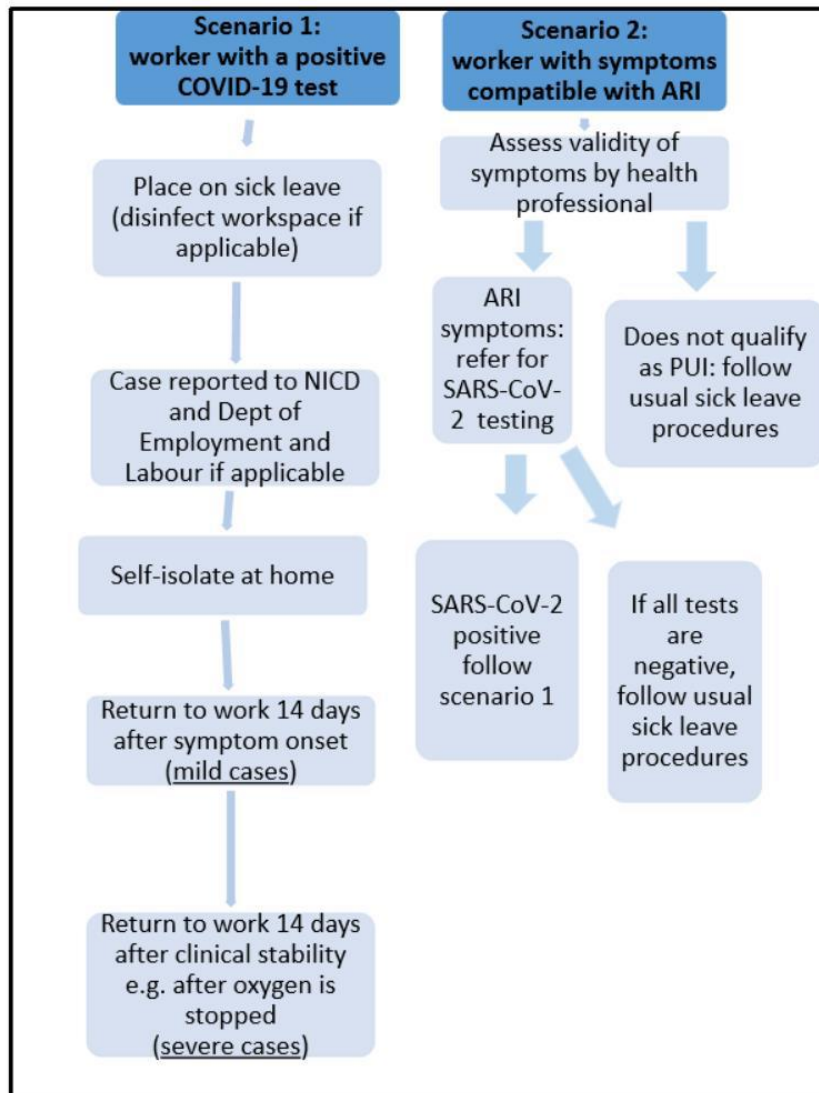 Scenario 1:
worker with a positive
COVID-19 test
Place on sick leave
(disinfect workspace if
applicable)
Case reported to NICD
and Dept of
Employment and
Labour if applicable
Self-isolate at home
Return to work 14 days
after symptom onset
(mild cases)
Return to work 14 days
after clinical stability
e.g. after oxygen is
stopped
(severe cases)
Scenario 2:
worker with symptoms
compatible with ARI
Assess validity of
symptoms by health
professional
ARI
symptoms:
refer for
SARS-CoV-
2 testing
Does not qualify
as PUI: follow
usual sick leave
procedures
SARS-CoV-2
positive
follow
scenario 1
If all tests
are
negative,
follow usual
sick leave
procedures